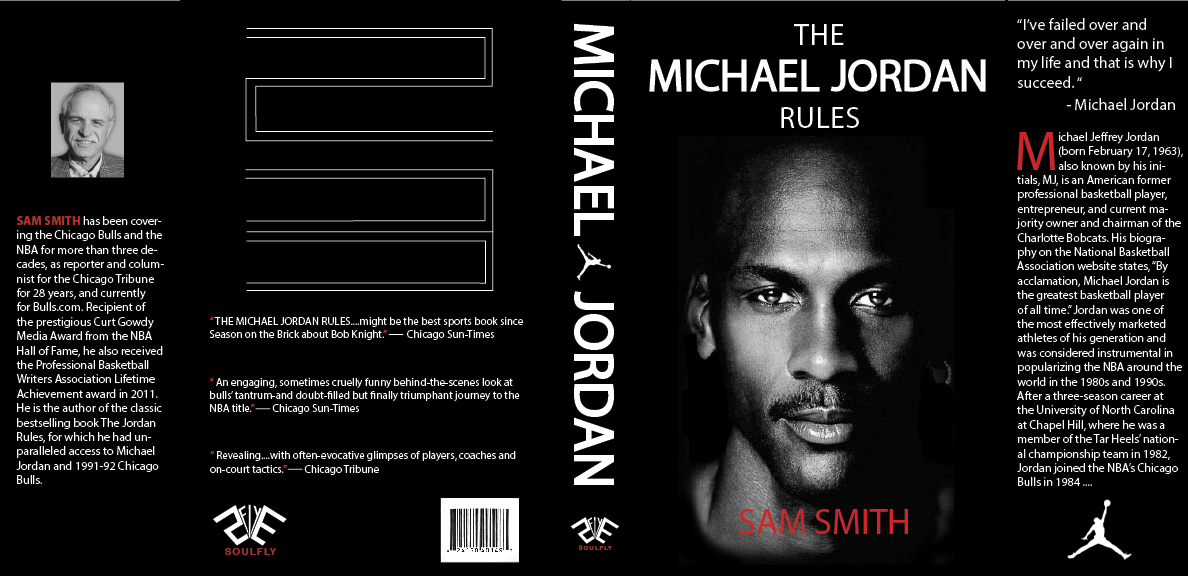 SAM SMITH has been cover-
ing the Chicago Bulls and the
NBA for more than three de-
cades, as reporter and colum-
nist for the Chicago Tribune
for 28 years, and currently
for Bulls.com. Recipient of
the prestigious Curt Gowdy
Media Award from the NBA
Hall of Fame, he also received
the Professional Basketball
Writers Association Lifetime
Achievement award in 2011.
He is the author of the classic
bestselling book The Jordan
Rules, for which he had un-
paralleled access to Michael
Jordan and 1991-92 Chicago
Bulls.
23
“THE MICHAEL JORDAN RULES....might be the best sports book since
Season on the Brick about Bob Knight.”— Chicago Sun-Times
“ An engaging, sometimes cruelly funny behind-the-scenes look at
bulls’ tantrum-and doubt-filled but finally triumphant journey to the
NBA title.”— Chicago Sun-Times
“ Revealing....with often-evocative glimpses of players, coaches and
on-court tactics.”— Chicago Tribune
SOULFLY
MICHAEL JORDAN
SOULFLY
THE
MICHAEL JORDAN
RULES
SAM SMITH
“I’ve failed over and
over and over again in
my life and that is why I
succeed. “
- Michael Jordan
Michael Jeffrey Jordan
(born February 17, 1963),
also known by his ini-
tials, MJ, is an American former
professional basketball player,
entrepreneur, and current ma-
jority owner and chairman of the
Charlotte Bobcats. His biogra-
phy on the National Basketball
Association website states, “By
acclamation, Michael Jordan is
the greatest basketball player
of all time.” Jordan was one of
the most effectively marketed
athletes of his generation and
was considered instrumental in
popularizing the NBA around the
world in the 1980s and 1990s.
After a three-season career at
the University of North Carolina
at Chapel Hill, where he was a
member of the Tar Heels’ nation-
al championship team in 1982,
Jordan joined the NBA’s Chicago
Bulls in 1984 ....